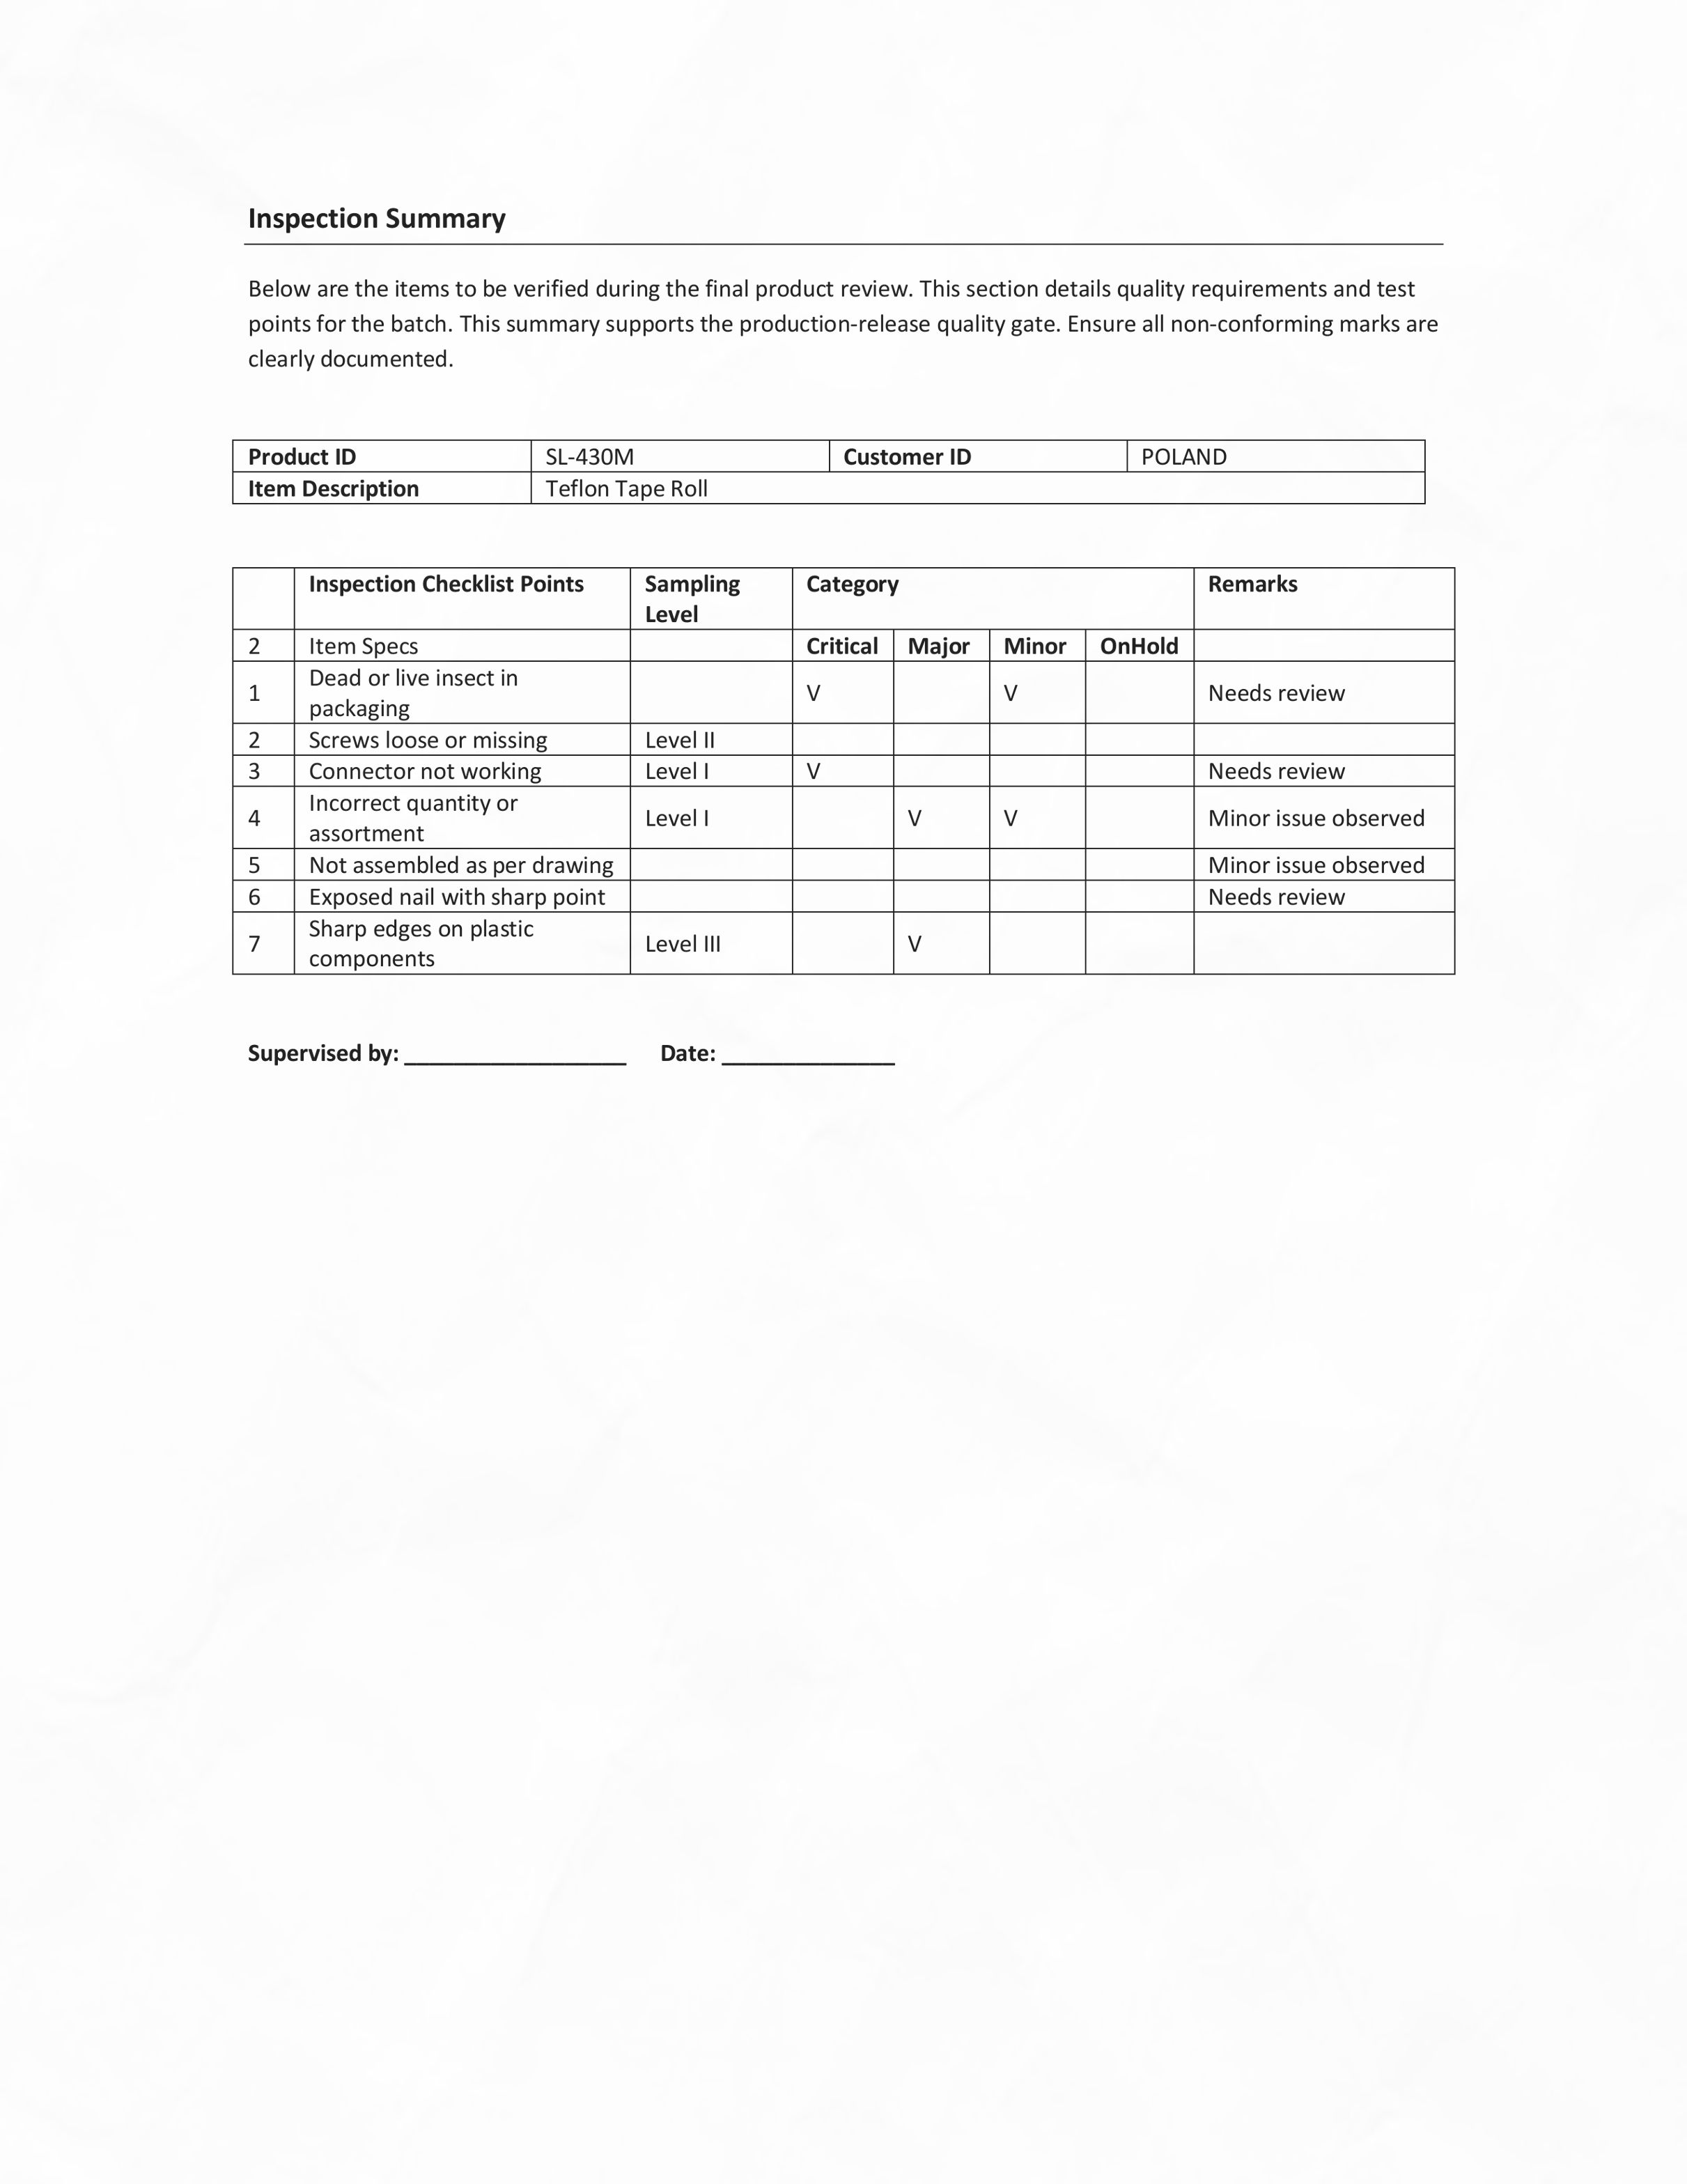 Inspection Summary
Below are the items to be verified during the final product review. This section details quality requirements and test
points for the batch. This summary supports the production-release quality gate. Ensure all non-conforming marks are
clearly documented.
Product ID SL-430M Customer ID POLAND
Item Description Teflon Tape Roll
Inspection Checklist Points Sampling Category Remarks
Level
2 Item Specs Critical Major Minor OnHold
Dead or live insect in
1 V V Needs review
packaging
2 Screws loose or missing Level II
3 Connector not working Level I V Needs review
Incorrect quantity or
4 Level I V V Minor issue observed
assortment
5 Not assembled as per drawing Minor issue observed
6 Exposed nail with sharp point Needs review
Sharp edges on plastic
7 Level III V
components
Supervised by: __________________ Date: ______________